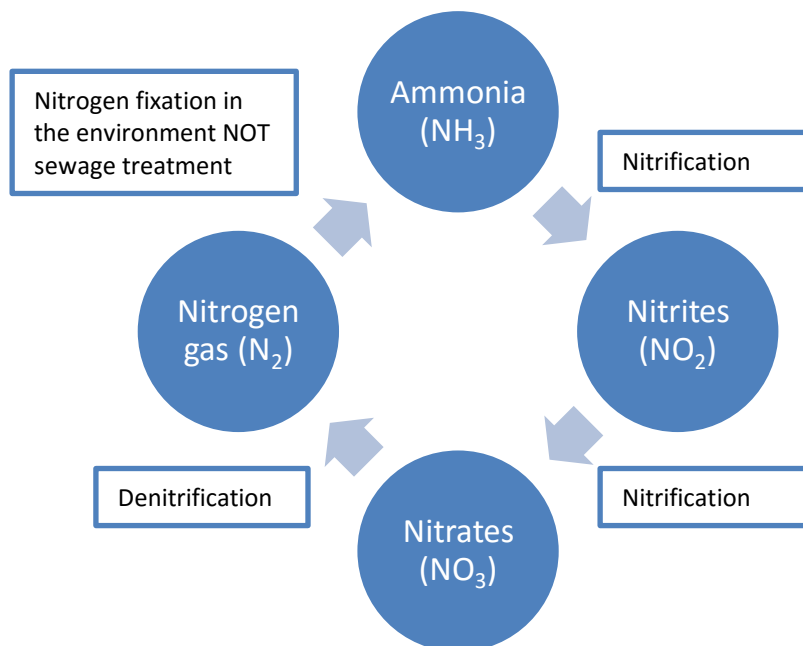 Nitrogen fixation in
the environment NOT
sewage treatment
Ammonia
(NH₃)
Nitrification
Nitrogen
gas (N₂)
Nitrites
(NO₂)
Denitrification
Nitrification
Nitrates
(NO₃)